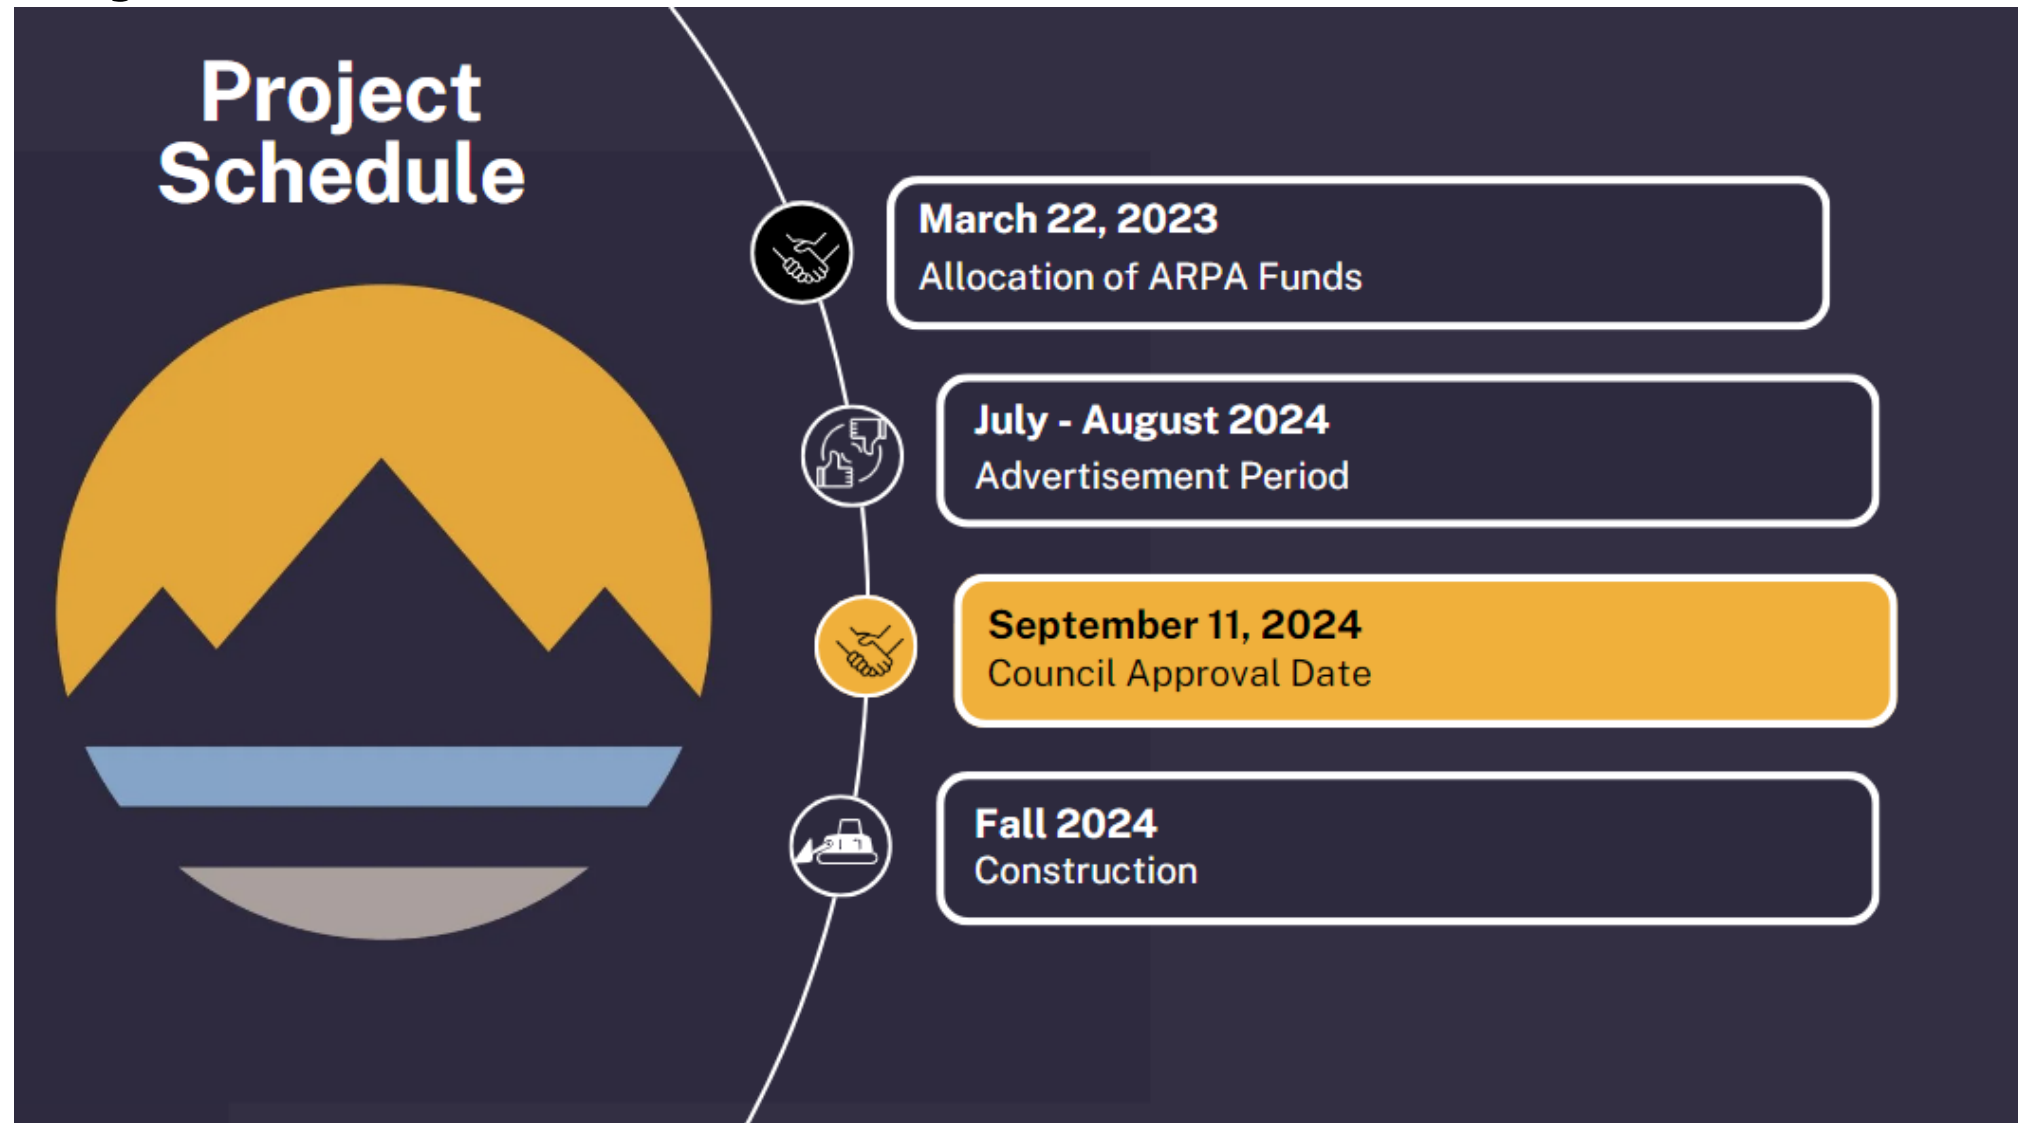 Project
Schedule
March 22, 2023
Allocation of ARPA Funds
July - August 2024
Advertisement Period
September 11, 2024
Council Approval Date
Fall 2024
Construction